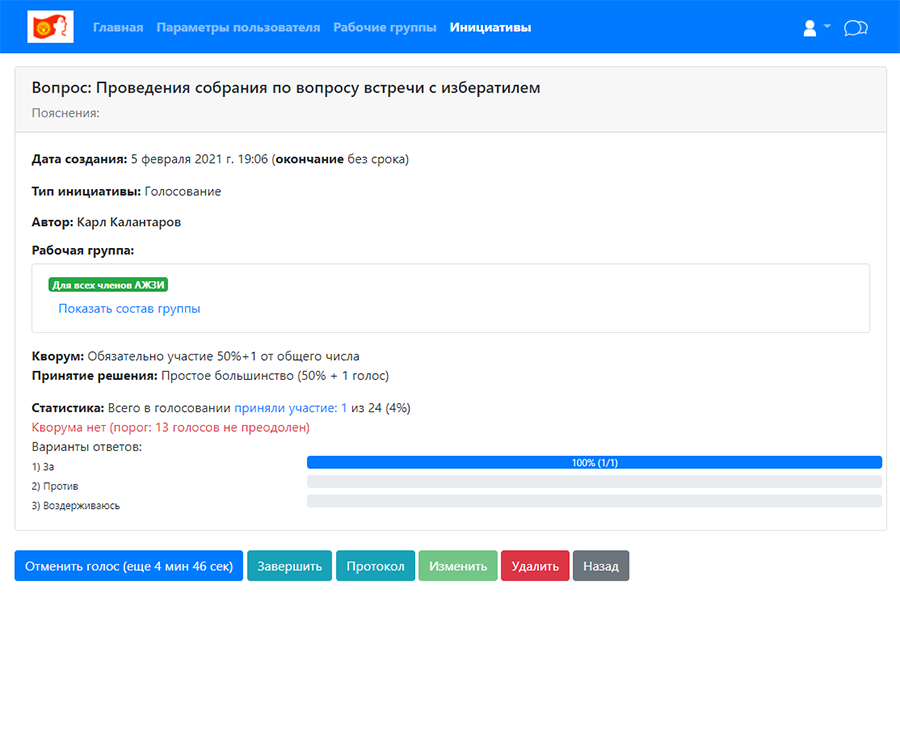 Главная Параметры пользователя Рабочие группы Инициативы
Вопрос: Проведения собрания по вопросу встречи с избератилем
Пояснения:
Дата создания: 5 февраля 2021 г. 19:06 (окончание без срока)
Тип инициативы: Голосование
Автор: Карл Калантаров
Рабочая группа:
Для всех членов АЖЗИ
Показать состав группы
Кворум: Обязательно участие 50%+1 от общего числа
Принятие решения: Простое большинство (50% + 1 голос)
Статистика: Всего в голосовании приняли участие: 1 из 24 (4%)
Кворума нет (порог: 13 голосов не преодолен)
Варианты ответов:
1) За 100% (1/1)
2) Против
3) Воздерживаюсь
Отменить голос (еще 4 мин 46 сек) Завершить Протокол Изменить Удалить Назад